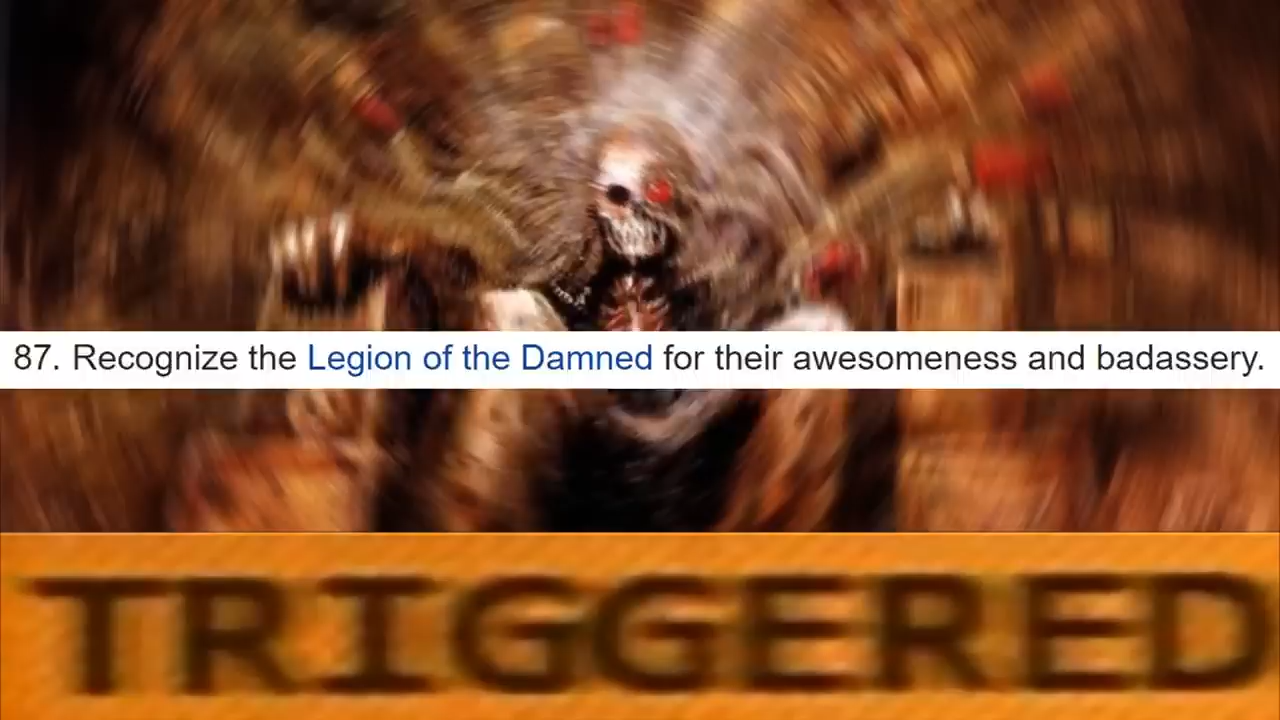 87. Recognize the Legion of the Damned for their awesomeness and badassery.
TRIGGERED